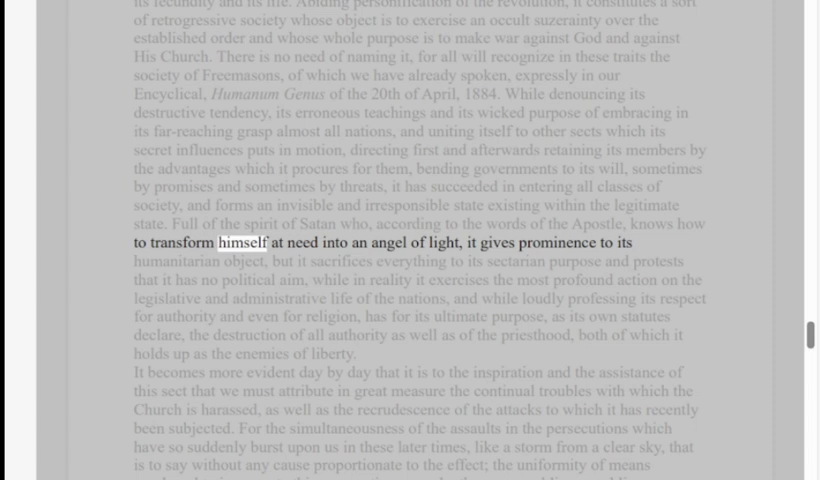 its fecundity and its life. Abiding personification of the revolution, it constitutes a sort
of retrogressive society whose object is to exercise an occult suzerainty over the
established order and whose whole purpose is to make war against God and against
His Church. There is no need of naming it, for all will recognize in these traits the
society of Freemasons, of which we have already spoken, expressly in our
Encyclical, Humanum Genus of the 20th of April, 1884. While denouncing its
destructive tendency, its erroneous teachings and its wicked purpose of embracing in
its far-reaching grasp almost all nations, and uniting itself to other sects which its
secret influences puts in motion, directing first and afterwards retaining its members by
the advantages which it procures for them, bending governments to its will, sometimes
by promises and sometimes by threats, it has succeeded in entering all classes of
society, and forms an invisible and irresponsible state existing within the legitimate
state. Full of the spirit of Satan who, according to the words of the Apostle, knows how
to transform himself at need into an angel of light, it gives prominence to its
humanitarian object, but it sacrifices everything to its sectarian purpose and protests
that it has no political aim, while in reality it exercises the most profound action on the
legislative and administrative life of the nations, and while loudly professing its respect
for authority and even for religion, has for its ultimate purpose, as its own statutes
declare, the destruction of all authority as well as of the priesthood, both of which it
holds up as the enemies of liberty.
It becomes more evident day by day that it is to the inspiration and the assistance of
this sect that we must attribute in great measure the continual troubles with which the
Church is harassed, as well as the recrudescence of the attacks to which it has recently
been subjected. For the simultaneousness of the assaults in the persecutions which
have so suddenly burst upon us in these later times, like a storm from a clear sky, that
is to say without any cause proportionate to the effect; the uniformity of means